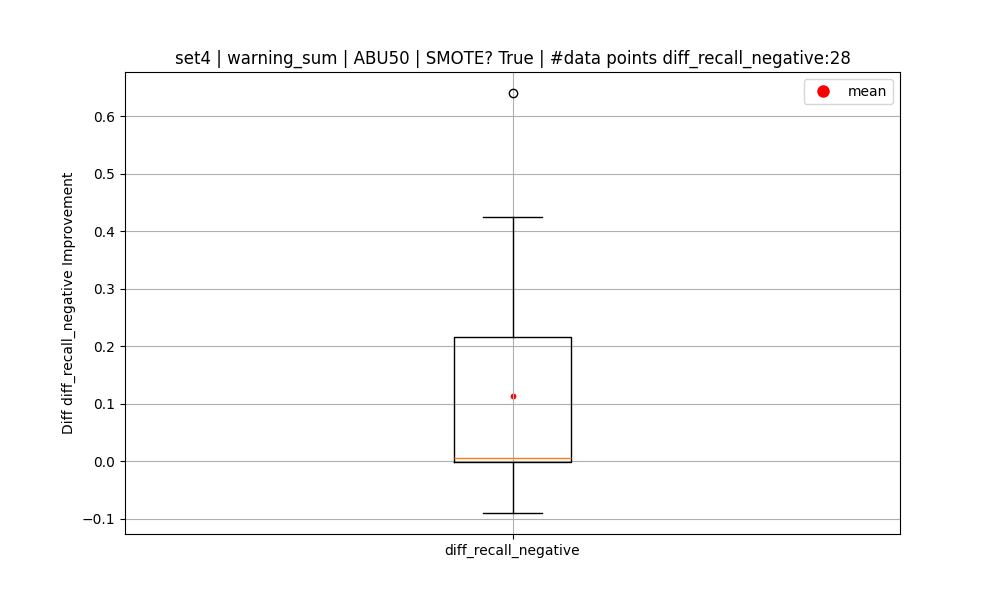 set4 | warning_sum | ABU50 | SMOTE? True | #data points diff_recall_negative:28
mean
Diff diff_recall_negative Improvement
0.6
0.5
0.4
0.3
0.2
0.1
0.0
−0.1
diff_recall_negative